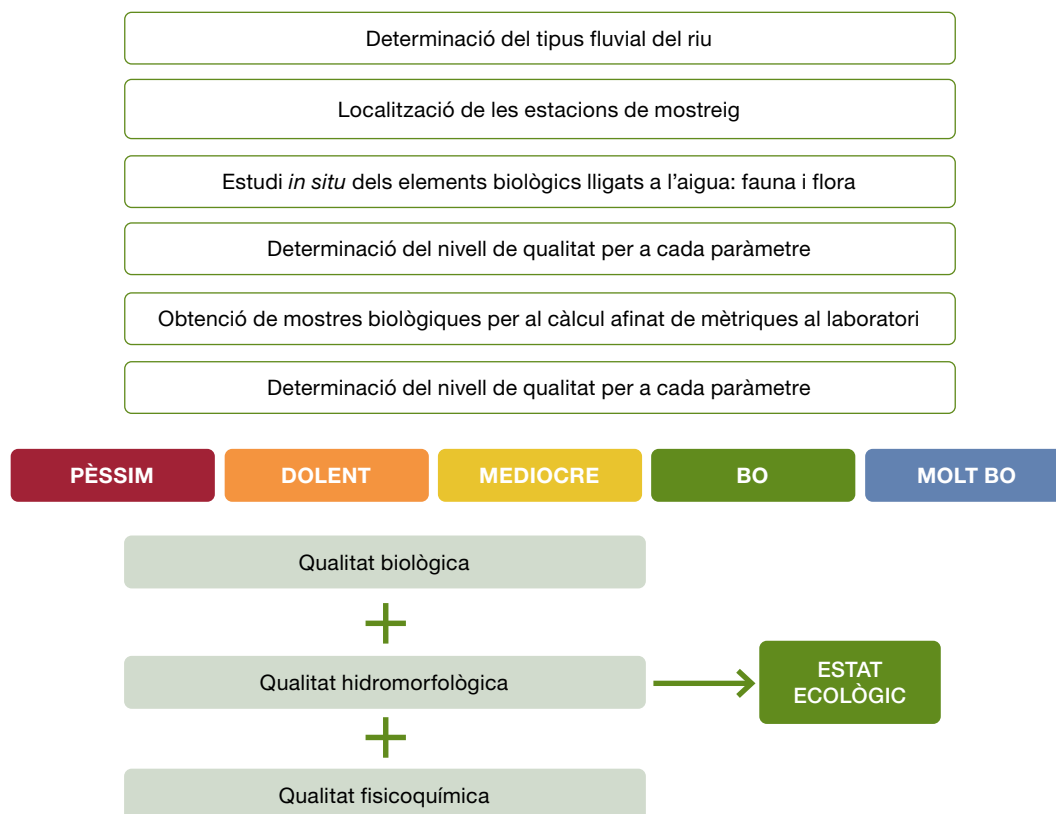 Determinació del tipus fluvial del riu
Localització de les estacions de mostreig
Estudi in situ dels elements biològics lligats a l’aigua: fauna i flora
Determinació del nivell de qualitat per a cada paràmetre
Obtenció de mostres biològiques per al càlcul afinat de mètriques al laboratori
Determinació del nivell de qualitat per a cada paràmetre
PÈSSIM
DOLENT
MEDIOCRE
BO
MOLT BO
Qualitat biològica
+
Qualitat hidromorfològica
ESTAT
ECOLÒGIC
+
Qualitat fisicoquímica